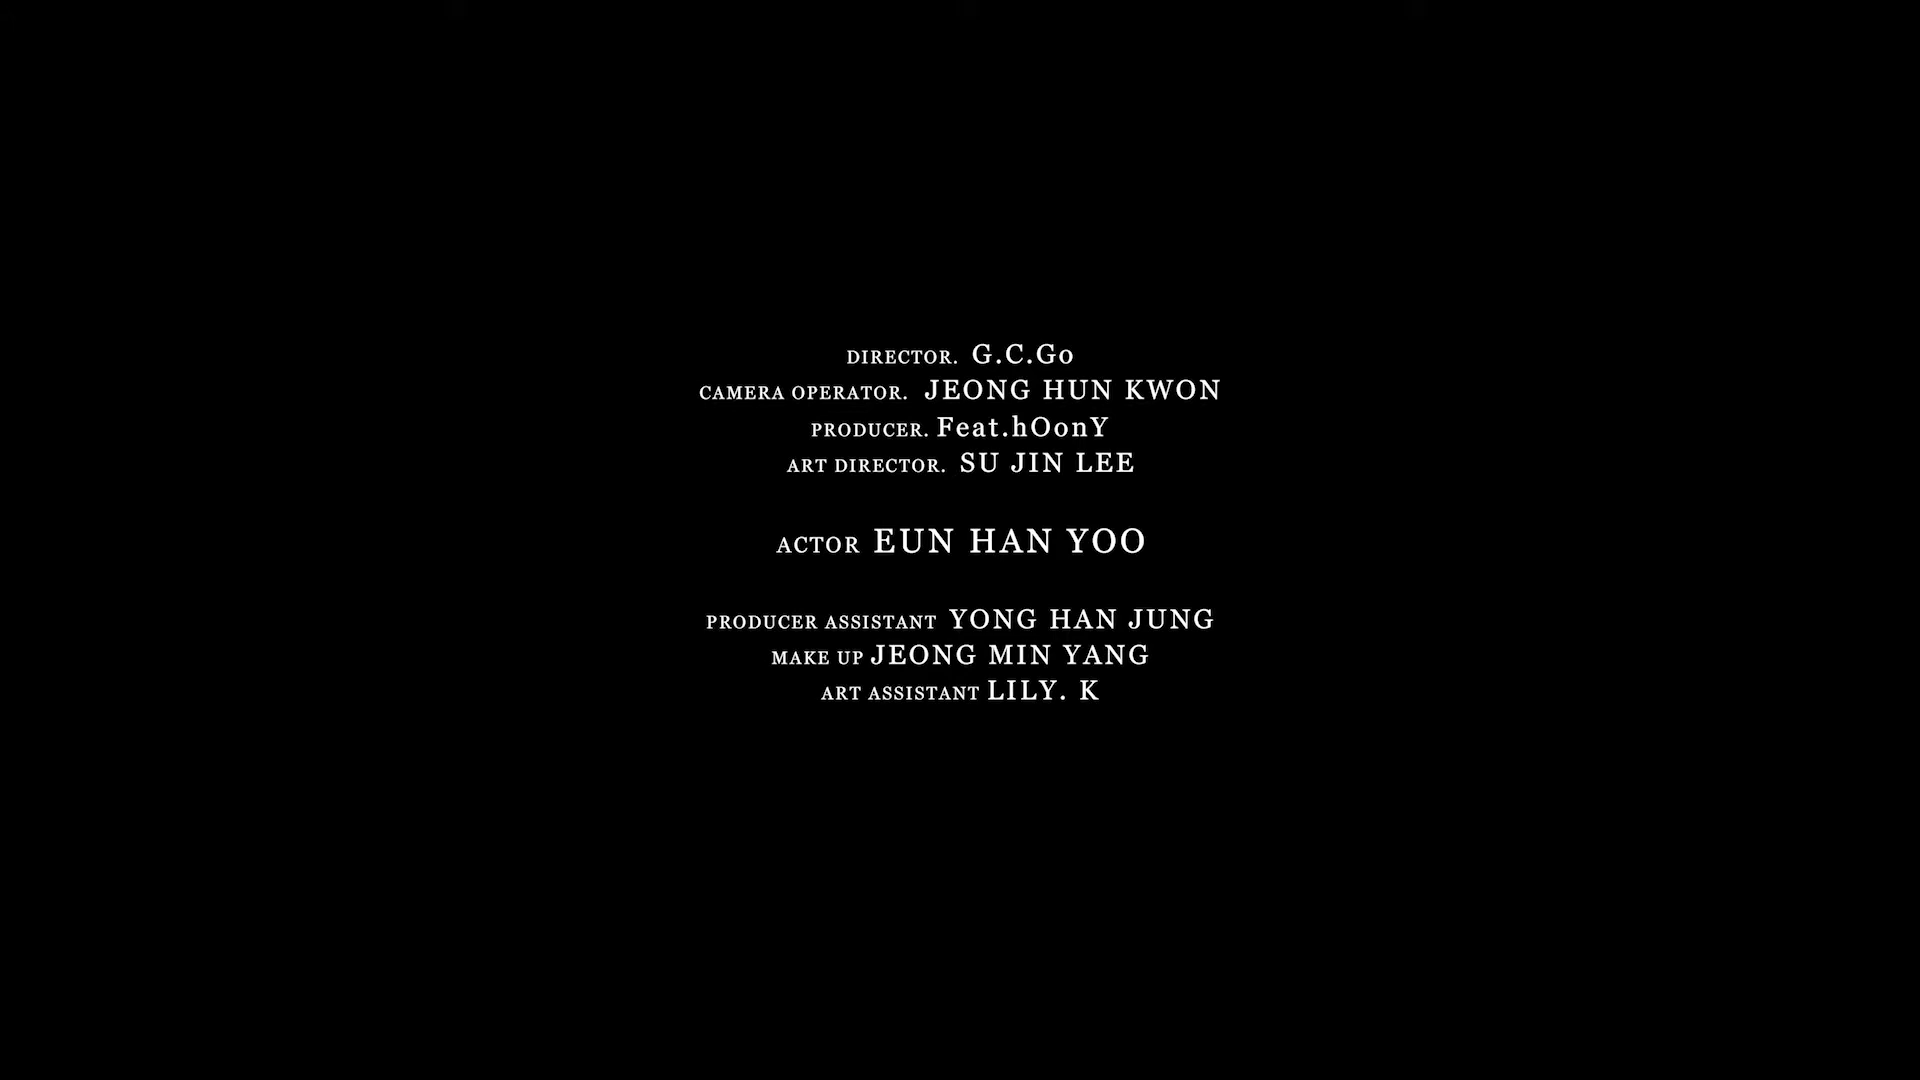 DIRECTOR. G.C.Go
CAMERA OPERATOR. JEONG HUN KWON
PRODUCER. Feat.hOonY
ART DIRECTOR. SU JIN LEE
ACTOR EUN HAN YOO
PRODUCER ASSISTANT YONG HAN JUNG
MAKE UP JEONG MIN YANG
ART ASSISTANT LILY. K